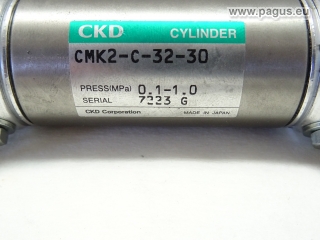 www.pagus.eu
CKD CYLINDER
CMK2-C-32-30
PRESS(MPa) 0.1-1.0
SERIAL 7223 G
CKD Corporation MADE IN JAPAN